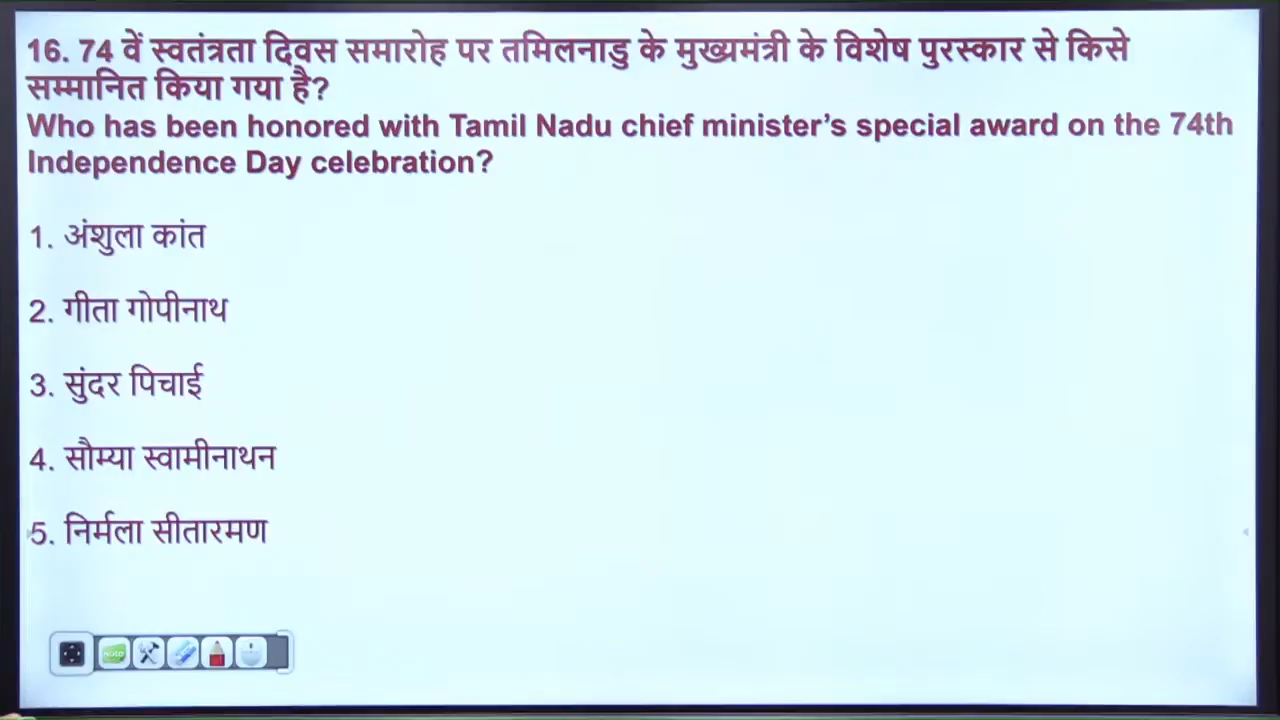 16. 74 वें स्वतंत्रता दिवस समारोह पर तमिलनाडु के मुख्यमंत्री के विशेष पुरस्कार से किसे
सम्मानित किया गया है?
Who has been honored with Tamil Nadu chief minister’s special award on the 74th
Independence Day celebration?
1. अंशुला कांत
2. गीता गोपीनाथ
3. सुंदर पिचाई
4. सौम्या स्वामीनाथन
5. निर्मला सीतारमण